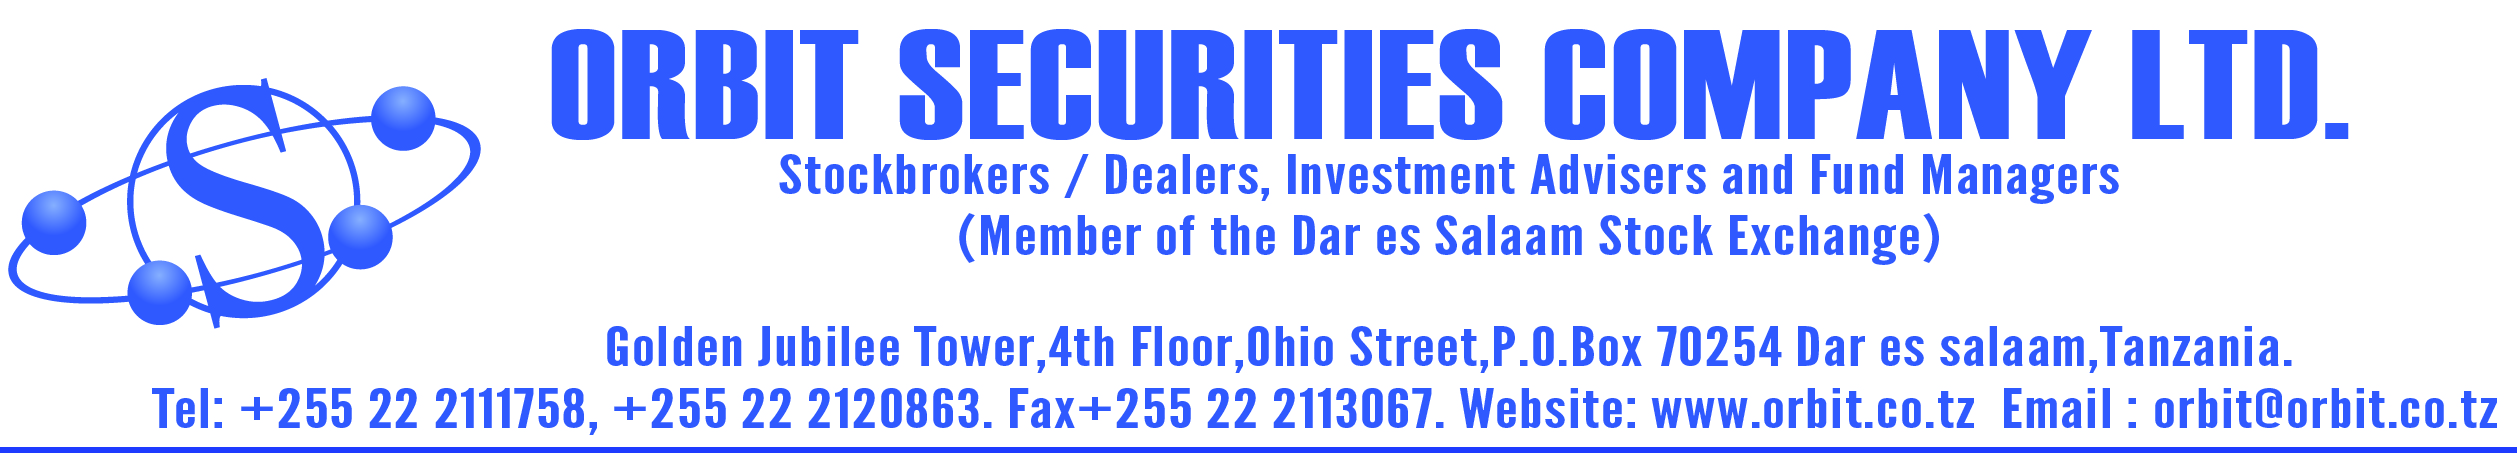 ORBIT SECURITIES COMPANY LTD.
Stockbrokers / Dealers, Investment Advisers and Fund Managers
(Member of the Dar es Salaam Stock Exchange)
Golden Jubilee Tower,4th Floor,Ohio Street,P.O.Box 70254 Dar es salaam,Tanzania.
Tel: +255 22 2111758, +255 22 2120863. Fax+255 22 2113067. Website: www.orbit.co.tz Email : orbit@orbit.co.tz